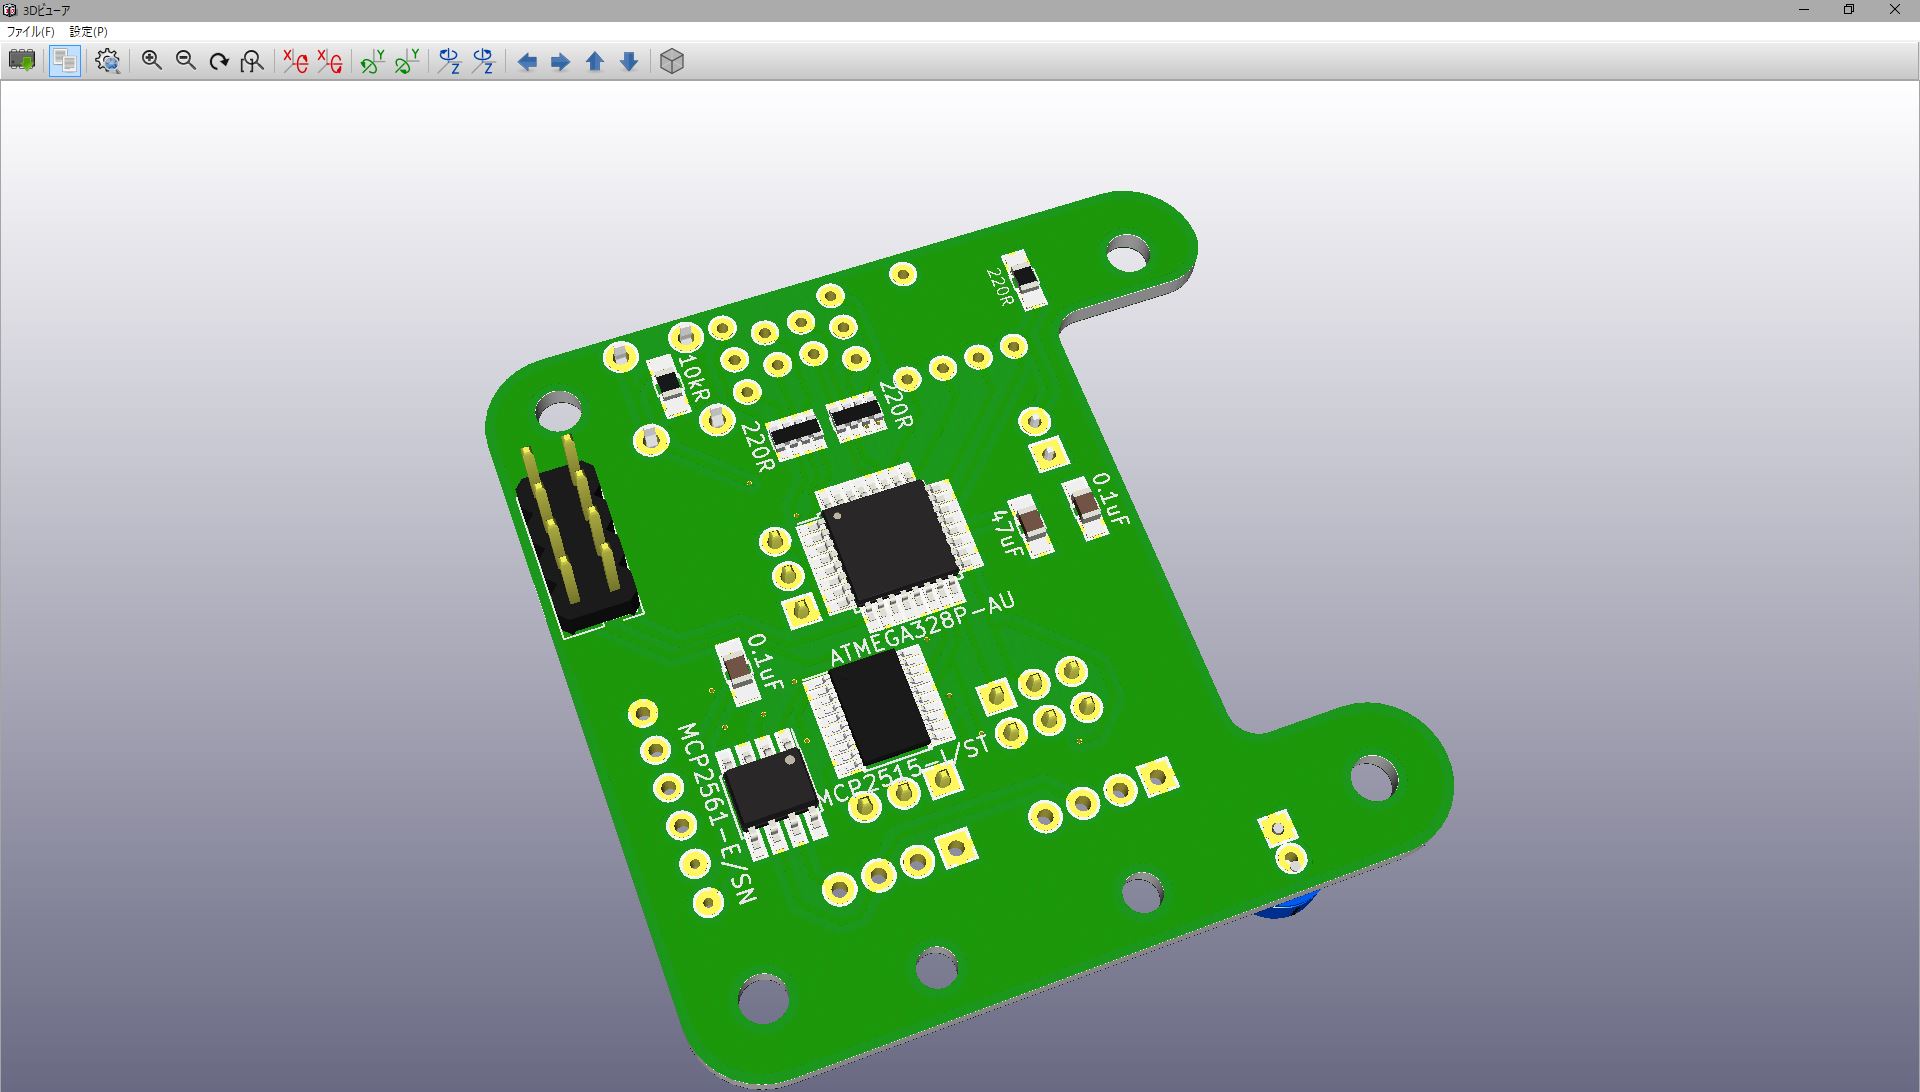 3Dビューア
ファイル(F) 設定(P)
220R
10kR
220R
220R
0.1uF
47uF
ATMEGA328P-AU
0.1uF
MCP2515-I/ST
MCP2561-E/SN